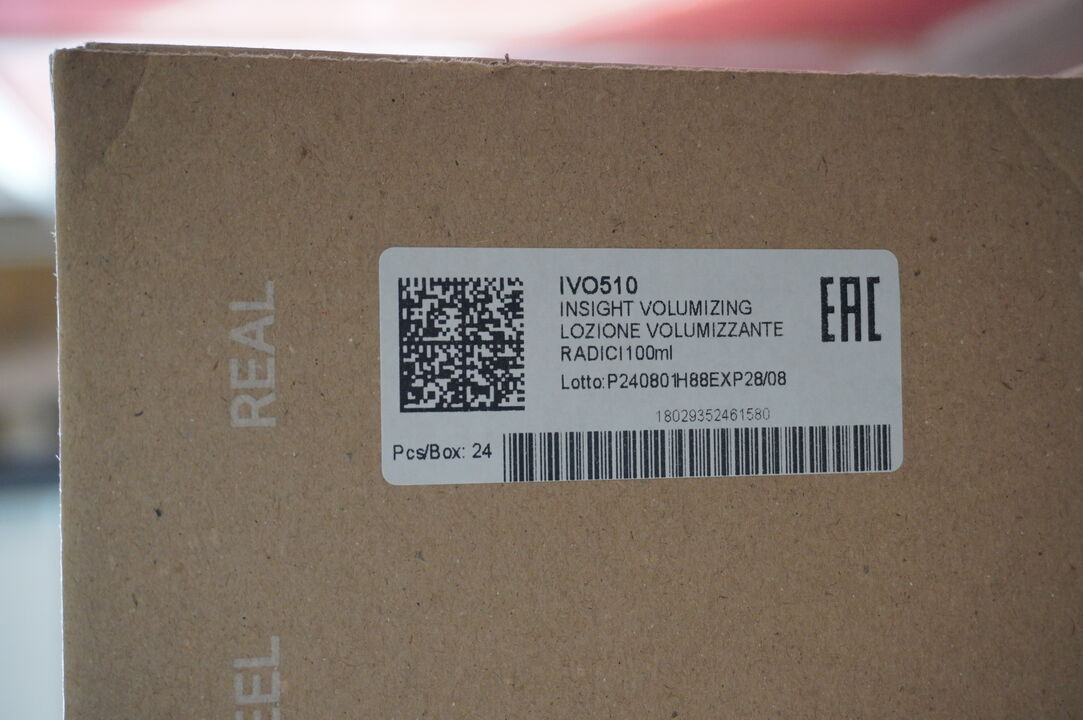 IVO510
INSIGHT VOLUMIZING
LOZIONE VOLUMIZZANTE
RADICI100ml
Lotto:P240801H88EXP28/08
EAC
18029352461580
Pcs/Box: 24
REAL